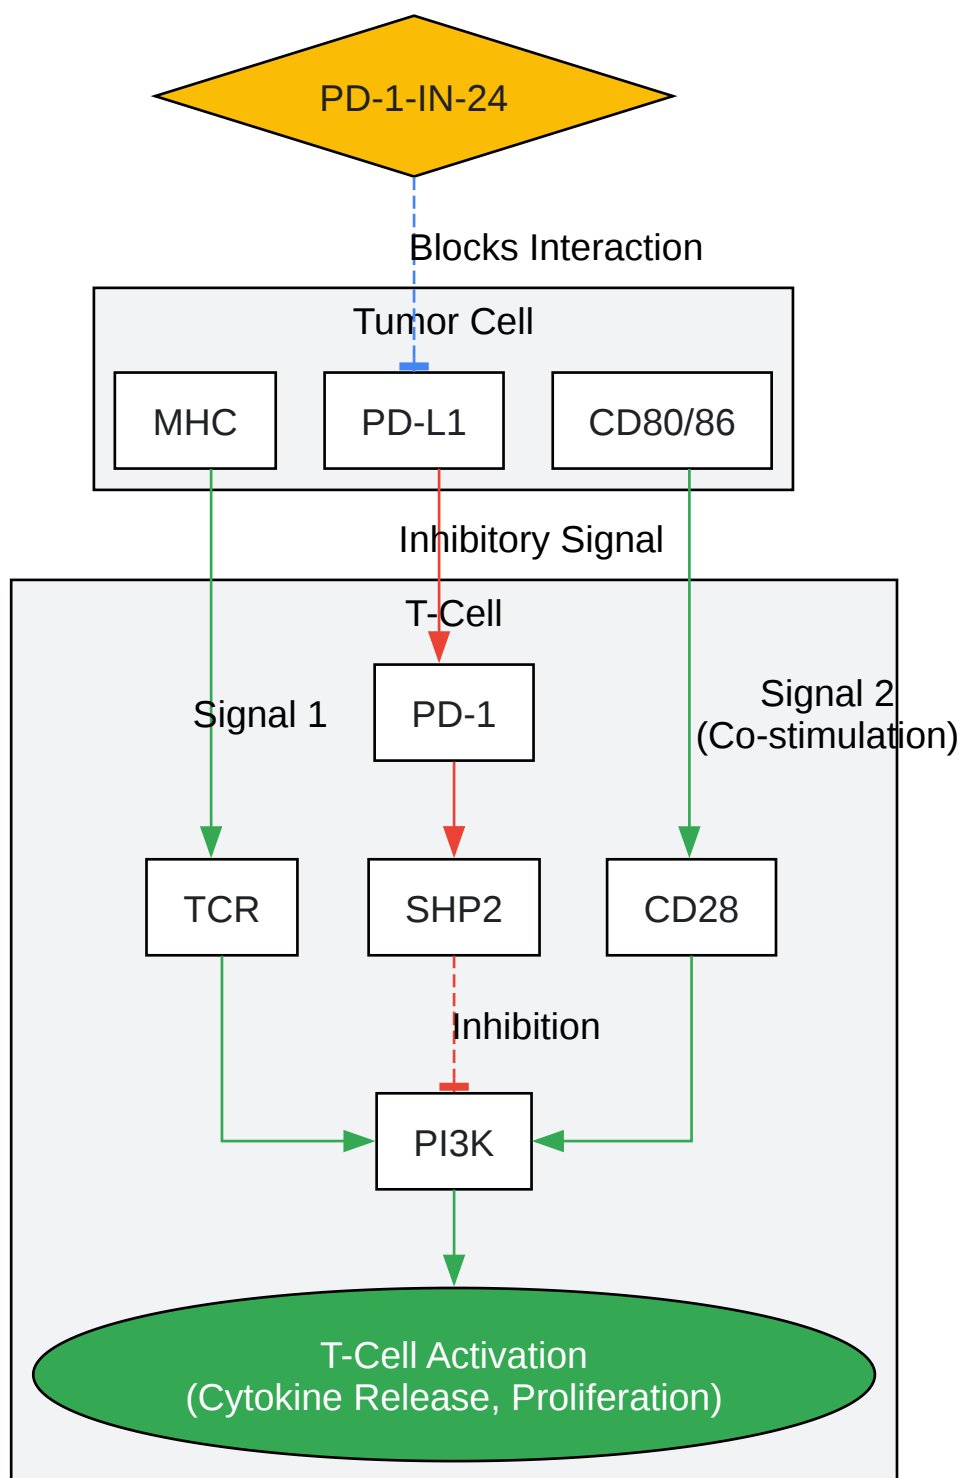 PD-1-IN-24
Blocks Interaction
Tumor Cell
MHC
PD-L1
CD80/86
Inhibitory Signal
T-Cell
Signal 1
PD-1
Signal 2
(Co-stimulation)
TCR
SHP2
CD28
Inhibition
PI3K
T-Cell Activation
(Cytokine Release, Proliferation)